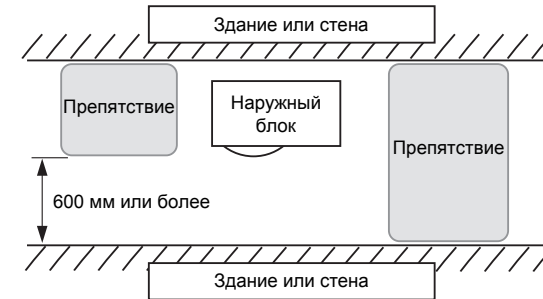 Здание или стена
Препятствие
Наружный
блок
Препятствие
600 мм или более
Здание или стена